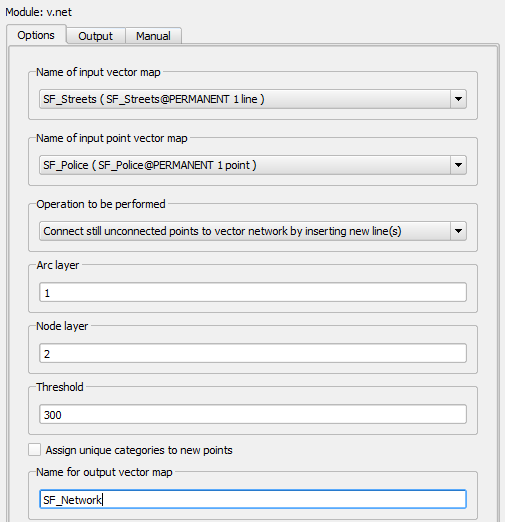 Module: v.net
Options Output Manual
Name of input vector map
SF_Streets ( SF_Streets@PERMANENT 1 line )
Name of input point vector map
SF_Police ( SF_Police@PERMANENT 1 point )
Operation to be performed
Connect still unconnected points to vector network by inserting new line(s)
Arc layer
1
Node layer
2
Threshold
300
Assign unique categories to new points
Name for output vector map
SF_Network